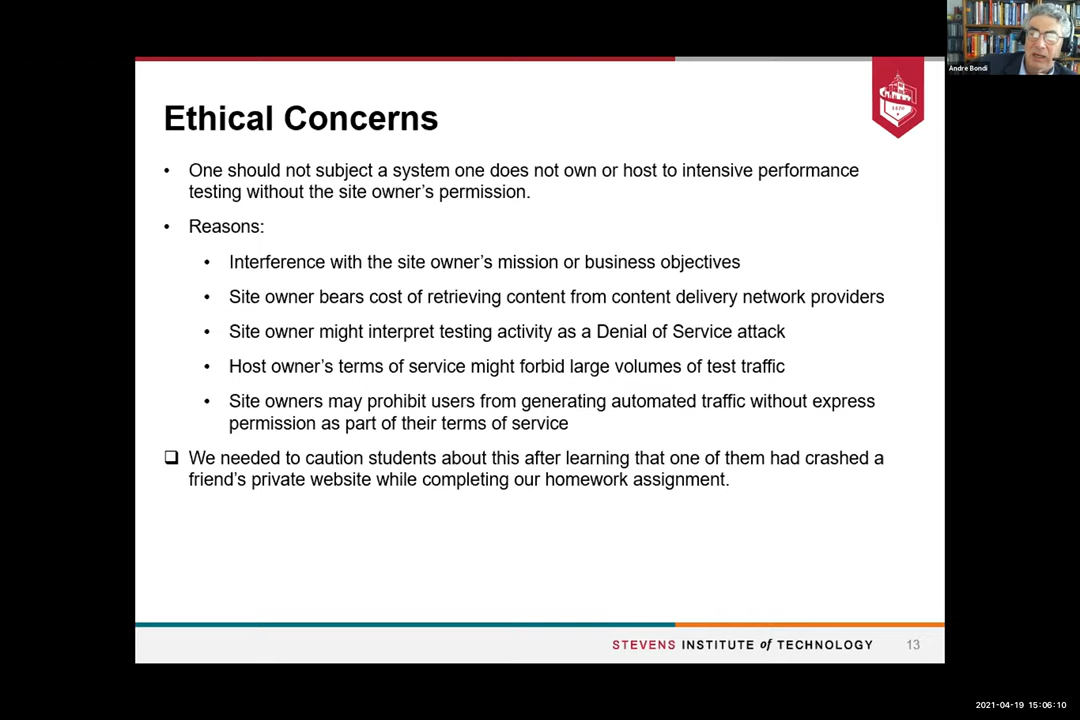 Andre Bondi
Ethical Concerns
• One should not subject a system one does not own or host to intensive performance
testing without the site owner's permission.
• Reasons:
• Interference with the site owner's mission or business objectives
• Site owner bears cost of retrieving content from content delivery network providers
• Site owner might interpret testing activity as a Denial of Service attack
• Host owner's terms of service might forbid large volumes of test traffic
• Site owners may prohibit users from generating automated traffic without express
permission as part of their terms of service
❑ We needed to caution students about this after learning that one of them had crashed a
friend's private website while completing our homework assignment.
STEVENS INSTITUTE of TECHNOLOGY 13
2021-04-19 15:06:10